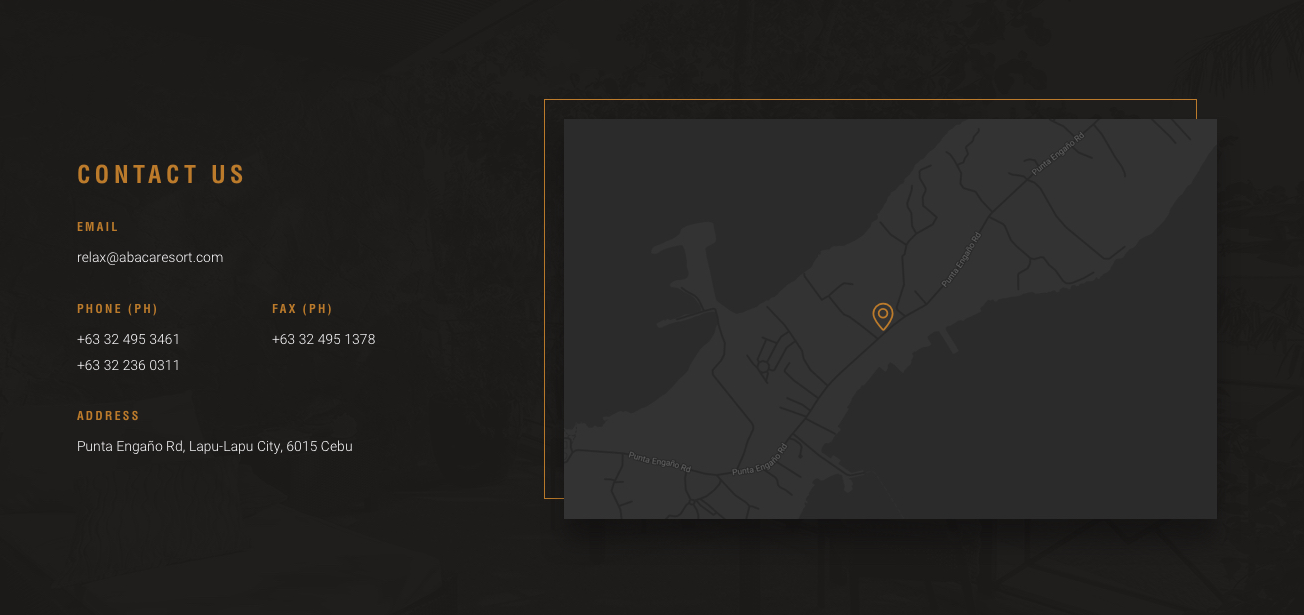 CONTACT US
EMAIL
relax@abacaresort.com
PHONE (PH)
+63 32 495 3461
+63 32 236 0311
FAX (PH)
+63 32 495 1378
ADDRESS
Punta Engaño Rd, Lapu-Lapu City, 6015 Cebu
Punta Engaño Rd
Punta Engaño Rd
Punta Engaño Rd
Punta Engaño Rd